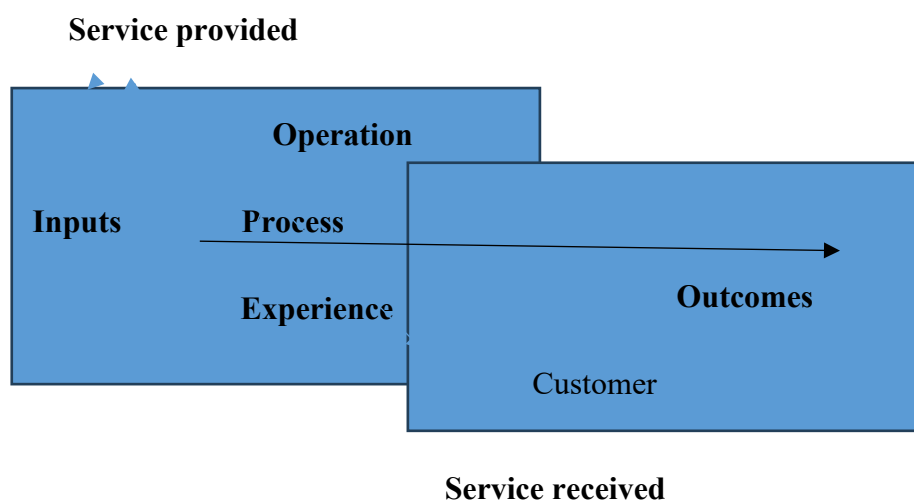 Service provided
Operation
Inputs
Process
Experience
Outcomes
Customer
Service received